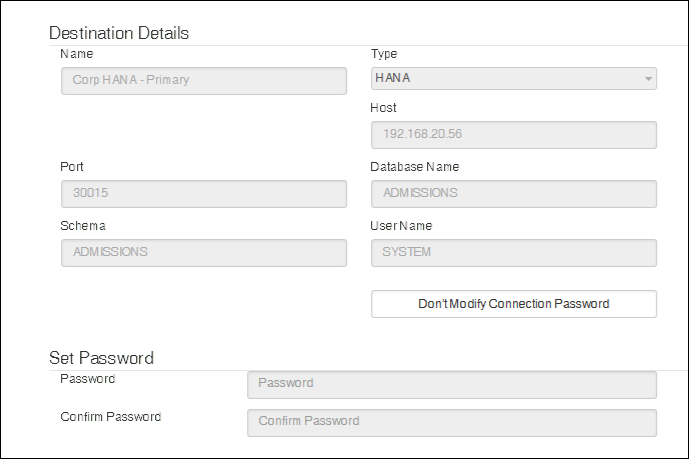 Destination Details
Name
Type
Corp HANA - Primary
HANA
Host
192.168.20.56
Port
Database Name
30015
ADMISSIONS
Schema
User Name
ADMISSIONS
SYSTEM
Don't Modify Connection Password
Set Password
Password
Password
Confirm Password
Confirm Password